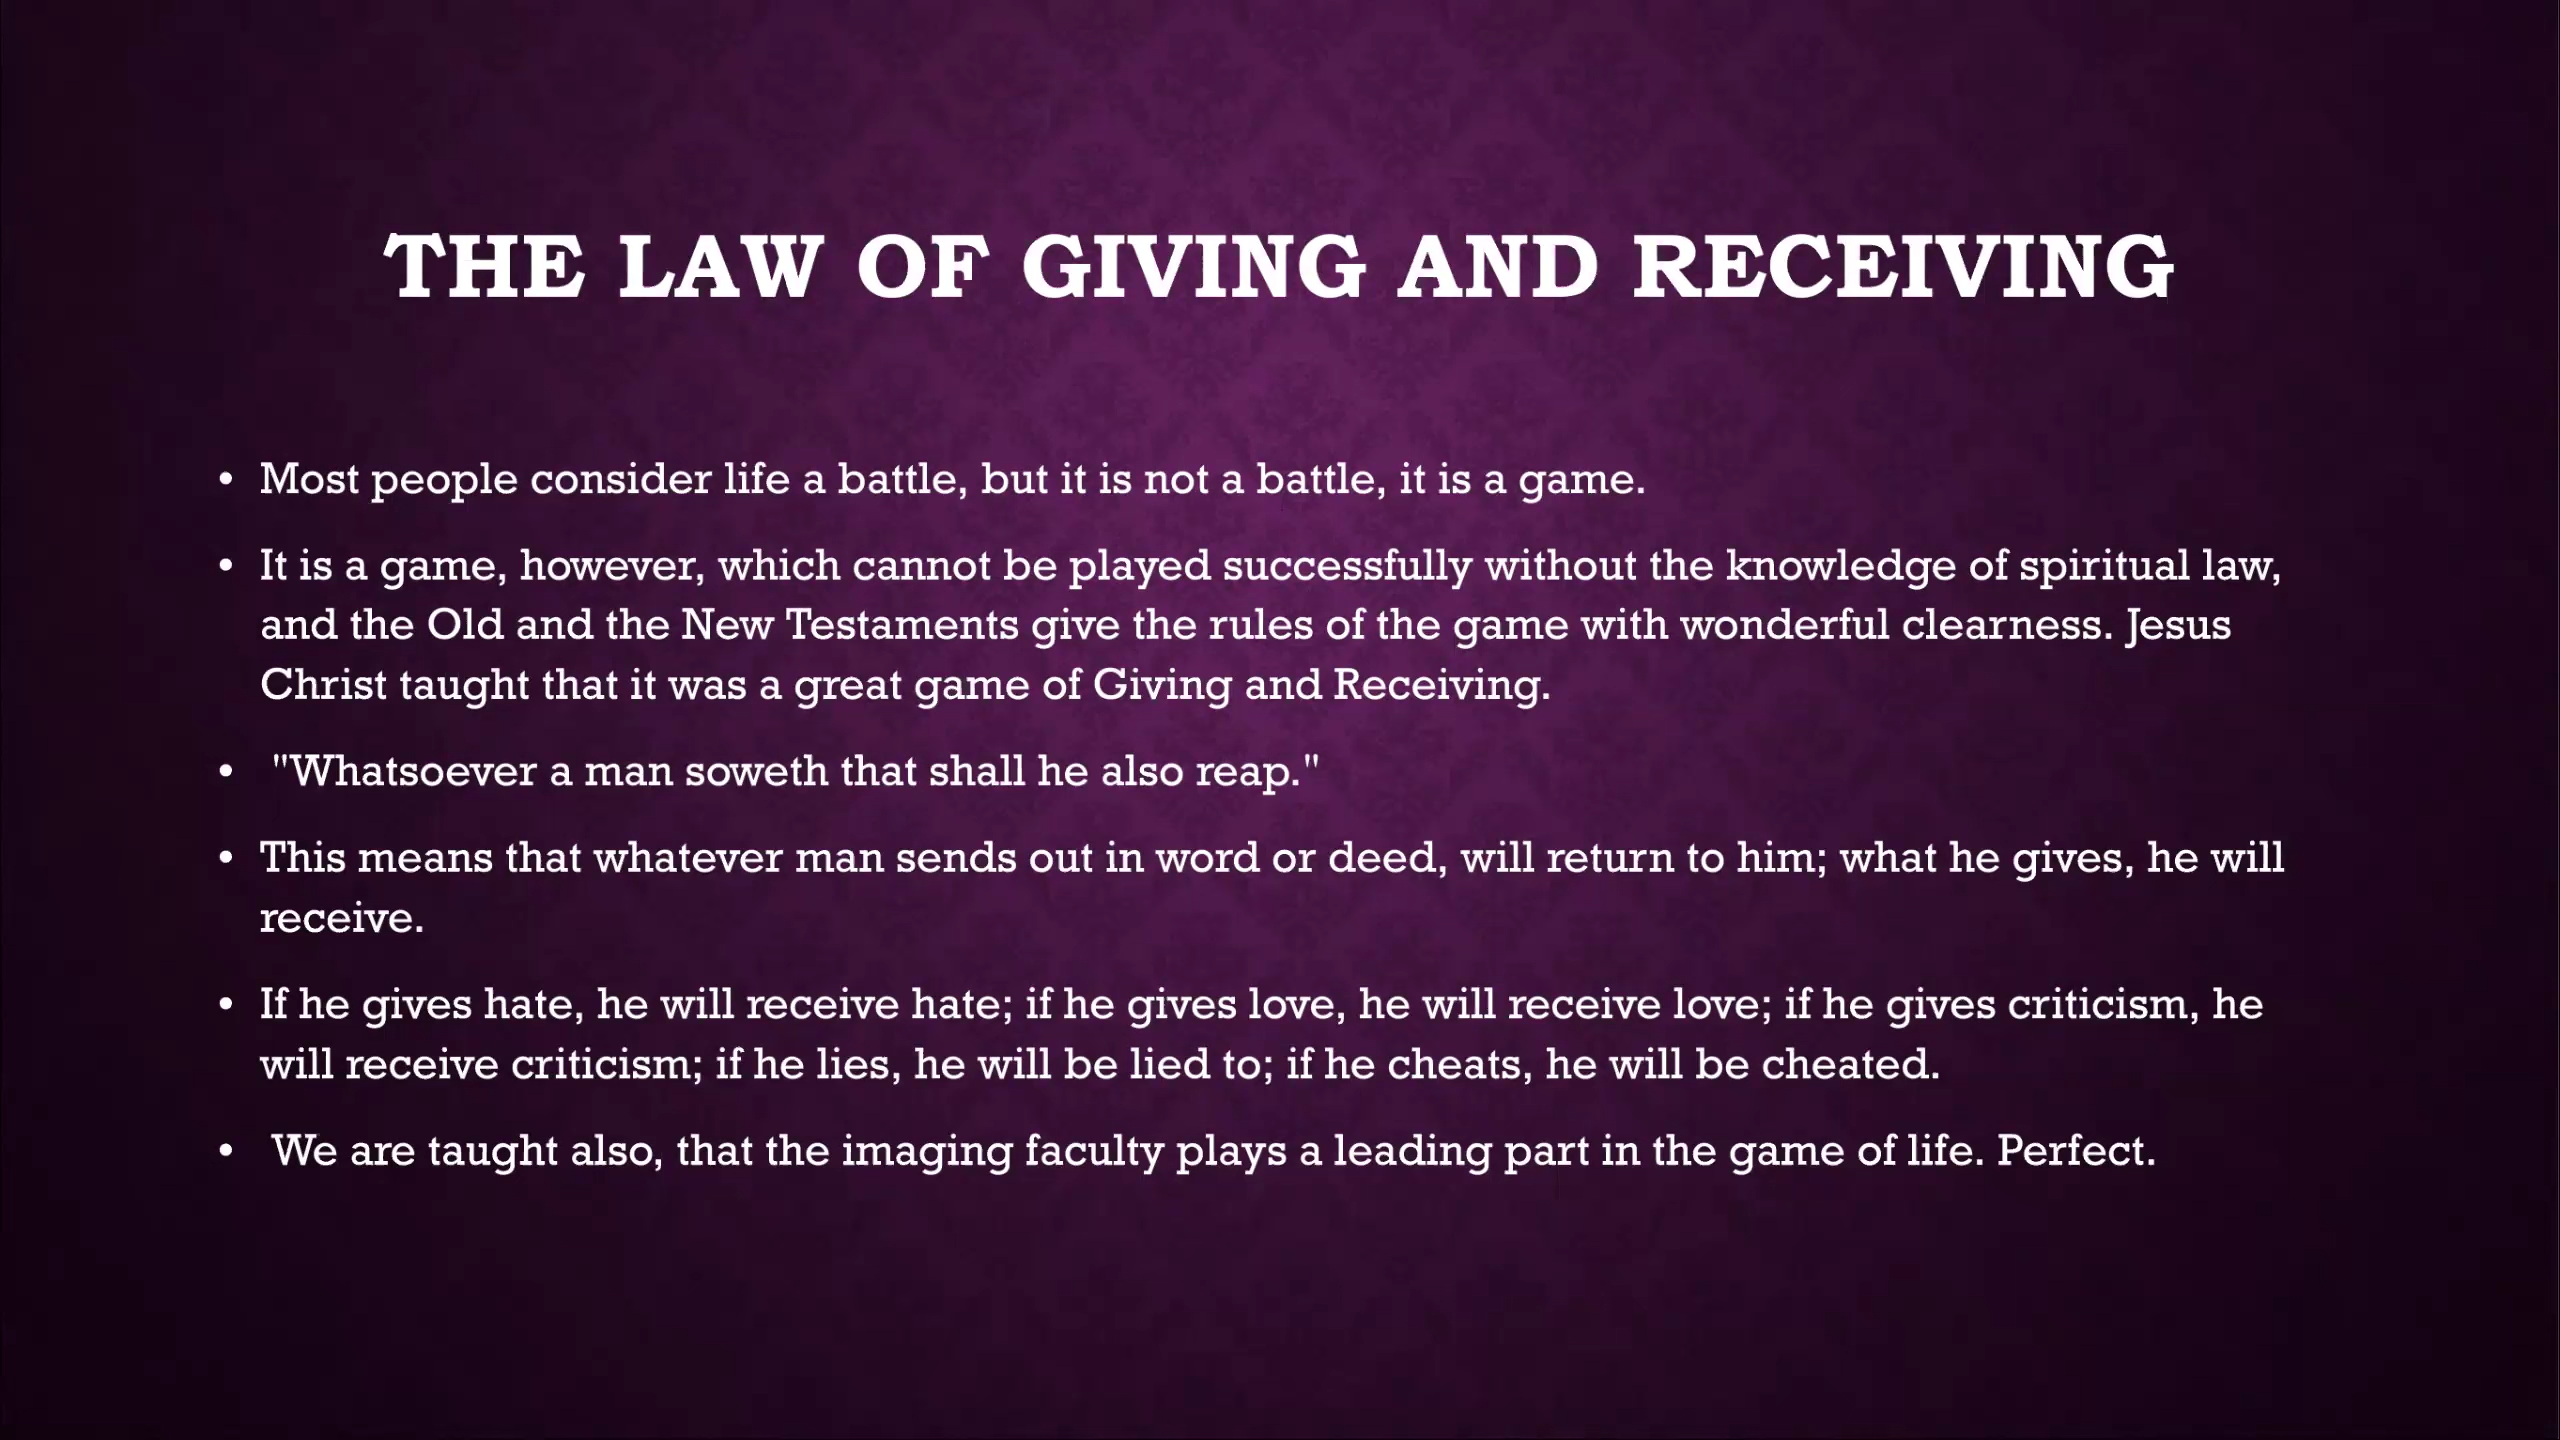 THE LAW OF GIVING AND RECEIVING
• Most people consider life a battle, but it is not a battle, it is a game.
• It is a game, however, which cannot be played successfully without the knowledge of spiritual law,
and the Old and the New Testaments give the rules of the game with wonderful clearness. Jesus
Christ taught that it was a great game of Giving and Receiving.
• "Whatsoever a man soweth that shall he also reap."
• This means that whatever man sends out in word or deed, will return to him; what he gives, he will
receive.
• If he gives hate, he will receive hate; if he gives love, he will receive love; if he gives criticism, he
will receive criticism; if he lies, he will be lied to; if he cheats, he will be cheated.
• We are taught also, that the imaging faculty plays a leading part in the game of life. Perfect.